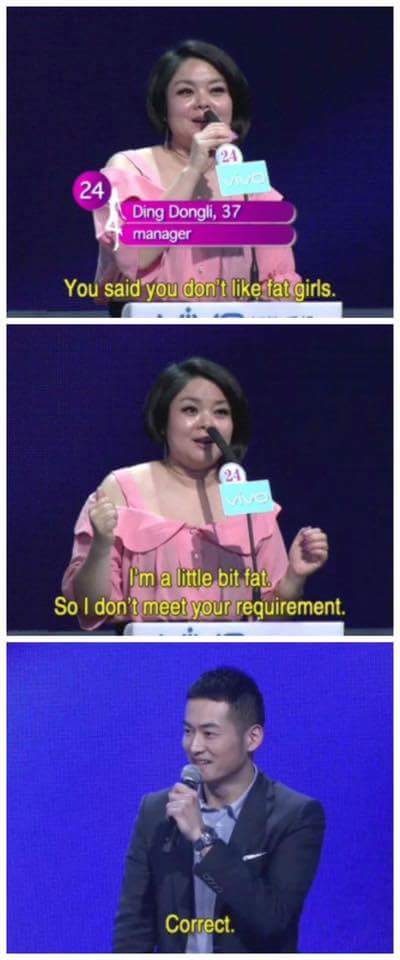 24
vivo
24
Ding Dongli, 37
manager
You said you don't like fat girls.
24
vivo
I'm a little bit fat.
So I don't meet your requirement.
Correct.